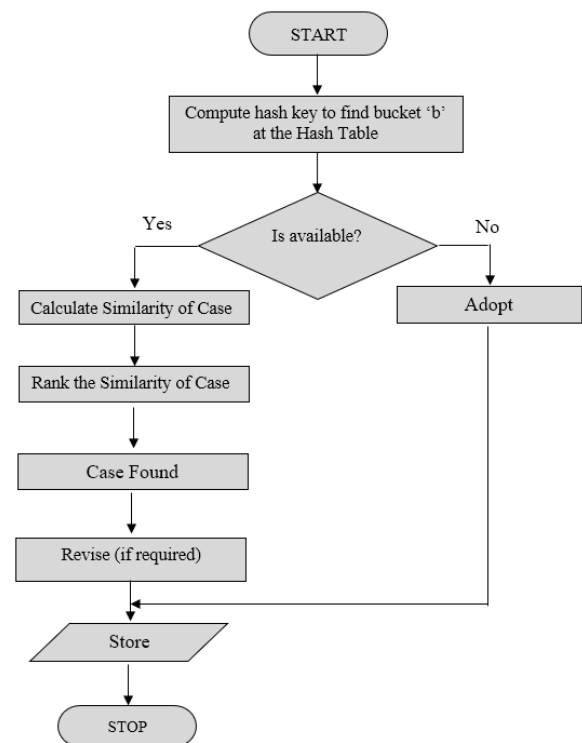 START
Compute hash key to find bucket ‘b’
at the Hash Table
Yes
No
Is available?
Calculate Similarity of Case
Adopt
Rank the Similarity of Case
Case Found
Revise (if required)
Store
STOP